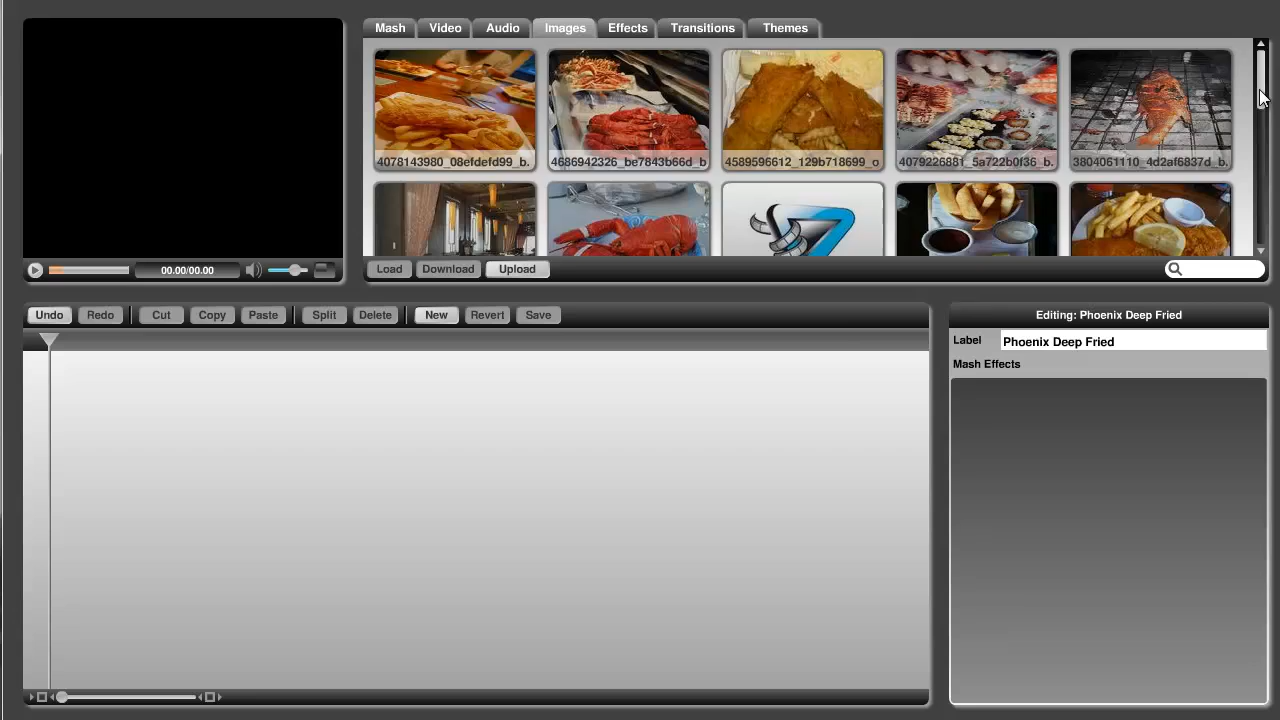 Mash Video Audio Images Effects Transitions Themes
4078143980_08efdefd99_b. 4686942326_be7843b66d_b 4589596612_129b718699_o 4079226881_5a722b0f36_b. 3804061110_4d2af6837d_b.
00.00/00.00
Load Download Upload
Undo Redo Cut Copy Paste Split Delete New Revert Save
Editing: Phoenix Deep Fried
Label Phoenix Deep Fried
Mash Effects